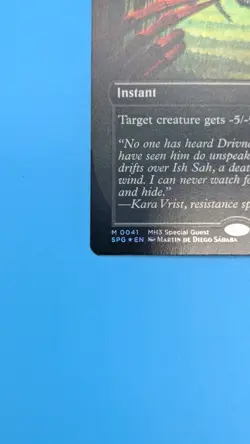 Instant
Target creature gets -5/-
"No one has heard Drivn
have seen him do unspeak
drifts over Ish Sah, a deat
wind. I can never watch f
and hide."
—Kara Vrist, resistance sp
M 0041 MH3 Special Guest
SPG ★ EN Martin de Diego Sádaba